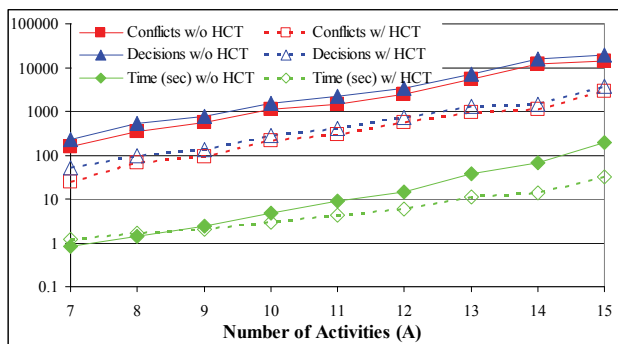 100000
10000
1000
100
10
1
0.1
Conflicts w/o HCT
Conflicts w/ HCT
Decisions w/o HCT
Decisions w/ HCT
Time (sec) w/o HCT
Time (sec) w/ HCT
7 8 9 10 11 12 13 14 15
Number of Activities (A)